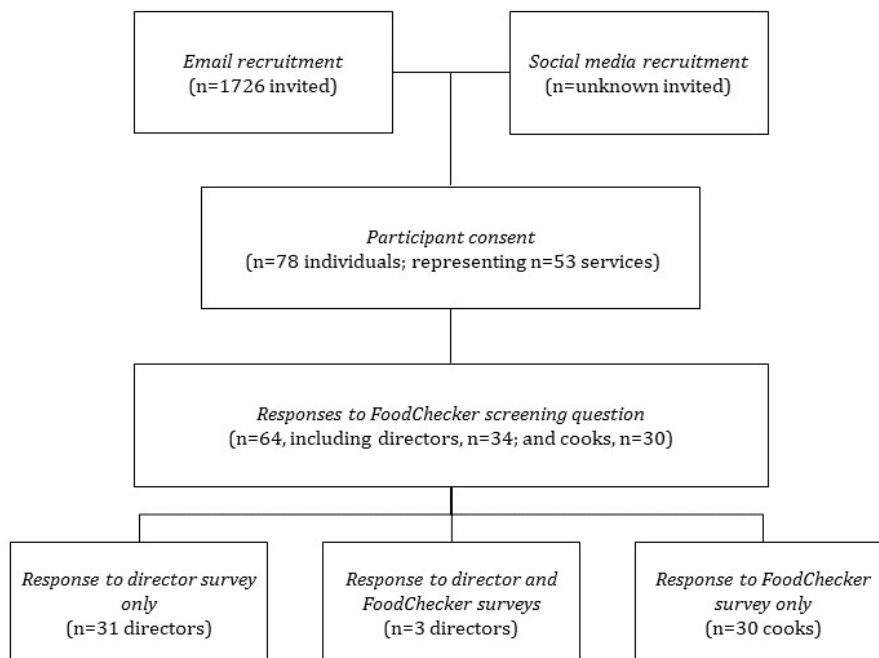 Email recruitment
(n=1726 invited)
Social media recruitment
(n=unknown invited)
Participant consent
(n=78 individuals; representing n=53 services)
Responses to FoodChecker screening question
(n=64, including directors, n=34; and cooks, n=30)
Response to director survey
only
(n=31 directors)
Response to director and
FoodChecker surveys
(n=3 directors)
Response to FoodChecker
survey only
(n=30 cooks)